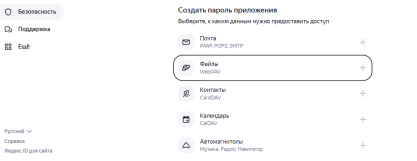 Безопасность
Поддержка
Ещё
Русский
Справка
Яндекс ID для сайта
Создать пароль приложения
Выберите, к каким данным нужно предоставить доступ
Почта
IMAP, POP3, SMTP
Файлы
WebDAV
Контакты
CardDAV
Календарь
CalDAV
Автомагнитолы
Музыка, Радио, Навигатор